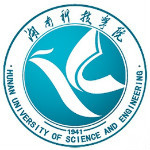 湖南科技学院
·HUNAN UNIVERSITY OF SCIENCE AND ENGINEERING·
1941